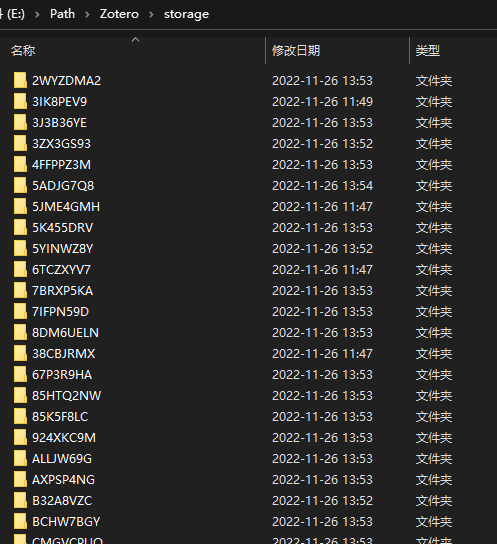 (E:) > Path > Zotero > storage
名称 修改日期 类型
2WYZDMA2 2022-11-26 13:53 文件夹
3IK8PEV9 2022-11-26 11:49 文件夹
3J3B36YE 2022-11-26 13:53 文件夹
3ZX3GS93 2022-11-26 13:52 文件夹
4FFPPZ3M 2022-11-26 13:53 文件夹
5ADJG7Q8 2022-11-26 13:54 文件夹
5JME4GMH 2022-11-26 11:47 文件夹
5K455DRV 2022-11-26 13:53 文件夹
5YINWZ8Y 2022-11-26 13:52 文件夹
6TCZXYV7 2022-11-26 11:47 文件夹
7BRXP5KA 2022-11-26 13:53 文件夹
7IFPN59D 2022-11-26 13:53 文件夹
8DM6UELN 2022-11-26 13:53 文件夹
38CBJRMX 2022-11-26 11:47 文件夹
67P3R9HA 2022-11-26 13:53 文件夹
85HTQ2NW 2022-11-26 13:53 文件夹
85K5F8LC 2022-11-26 13:53 文件夹
924XKC9M 2022-11-26 13:53 文件夹
ALLJW69G 2022-11-26 13:53 文件夹
AXPSP4NG 2022-11-26 13:53 文件夹
B32A8VZC 2022-11-26 13:52 文件夹
BCHW7BGY 2022-11-26 13:53 文件夹
2022-11-26 13:53 文件夹